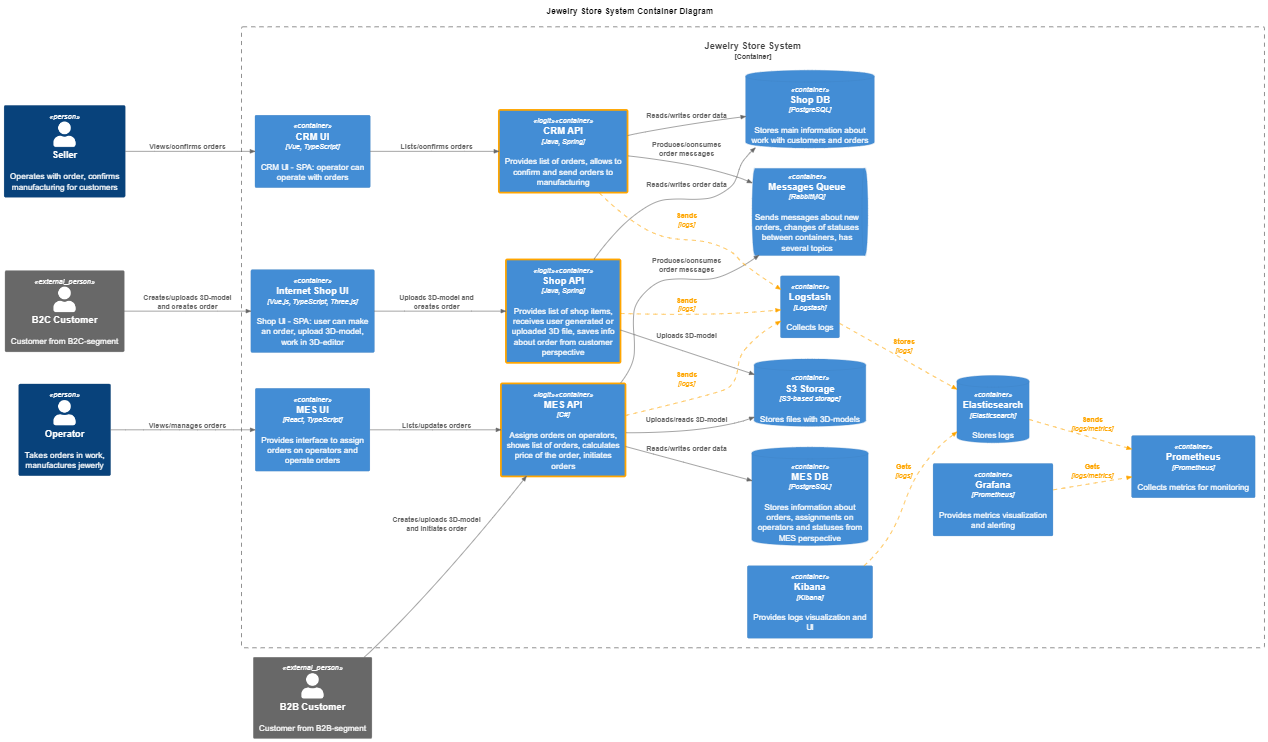 Jewelry Store System Container Diagram
Jewelry Store System
[Container]
«person»
Seller
Operates with order, confirms
manufacturing for customers
Views/confirms orders
«container»
CRM UI
[Vue, TypeScript]
CRM UI - SPA: operator can
operate with orders
Lists/confirms orders
«logit»«container»
CRM API
[Java, Spring]
Provides list of orders, allows to
confirm and send orders to
manufacturing
Reads/writes order data
Produces/consumes
order messages
Reads/writes order data
«container»
Shop DB
[PostgreSQL]
Stores main information about
work with customers and orders
«container»
Messages Queue
[RabbitMQ]
Sends messages about new
orders, changes of statuses
between containers, has
several topics
Sends
[logs]
Produces/consumes
order messages
«external_person»
B2C Customer
Customer from B2C-segment
Creates/uploads 3D-model
and creates order
«container»
Internet Shop UI
[Vue.js, TypeScript, Three.js]
Shop UI - SPA: user can make
an order, upload 3D-model,
work in 3D-editor
Uploads 3D-model and
creates order
«logit»«container»
Shop API
[Java, Spring]
Provides list of shop items,
receives user generated or
uploaded 3D file, saves info
about order from customer
perspective
Sends
[logs]
Uploads 3D-model
«container»
Logstash
[Logstash]
Collects logs
Stores
[logs]
«person»
Operator
Takes orders in work,
manufactures jewerly
Views/manages orders
«container»
MES UI
[React, TypeScript]
Provides interface to assign
orders on operators and
operate orders
Lists/updates orders
«logit»«container»
MES API
[C#]
Assigns orders on operators,
shows list of orders, calculates
price of the order, initiates
orders
Sends
[logs]
Uploads/reads 3D-model
Reads/writes order data
«container»
S3 Storage
[S3-based storage]
Stores files with 3D-models
«container»
MES DB
[PostgreSQL]
Stores information about
orders, assignments on
operators and statuses from
MES perspective
«container»
Elasticsearch
[Elasticsearch]
Stores logs
Sends
[logs/metrics]
Gets
[logs]
«container»
Grafana
[Prometheus]
Provides metrics visualization
and alerting
Gets
[logs/metrics]
«container»
Prometheus
[Prometheus]
Collects metrics for monitoring
Creates/uploads 3D-model
and initiates order
«container»
Kibana
[Kibana]
Provides logs visualization and
UI
«external_person»
B2B Customer
Customer from B2B-segment